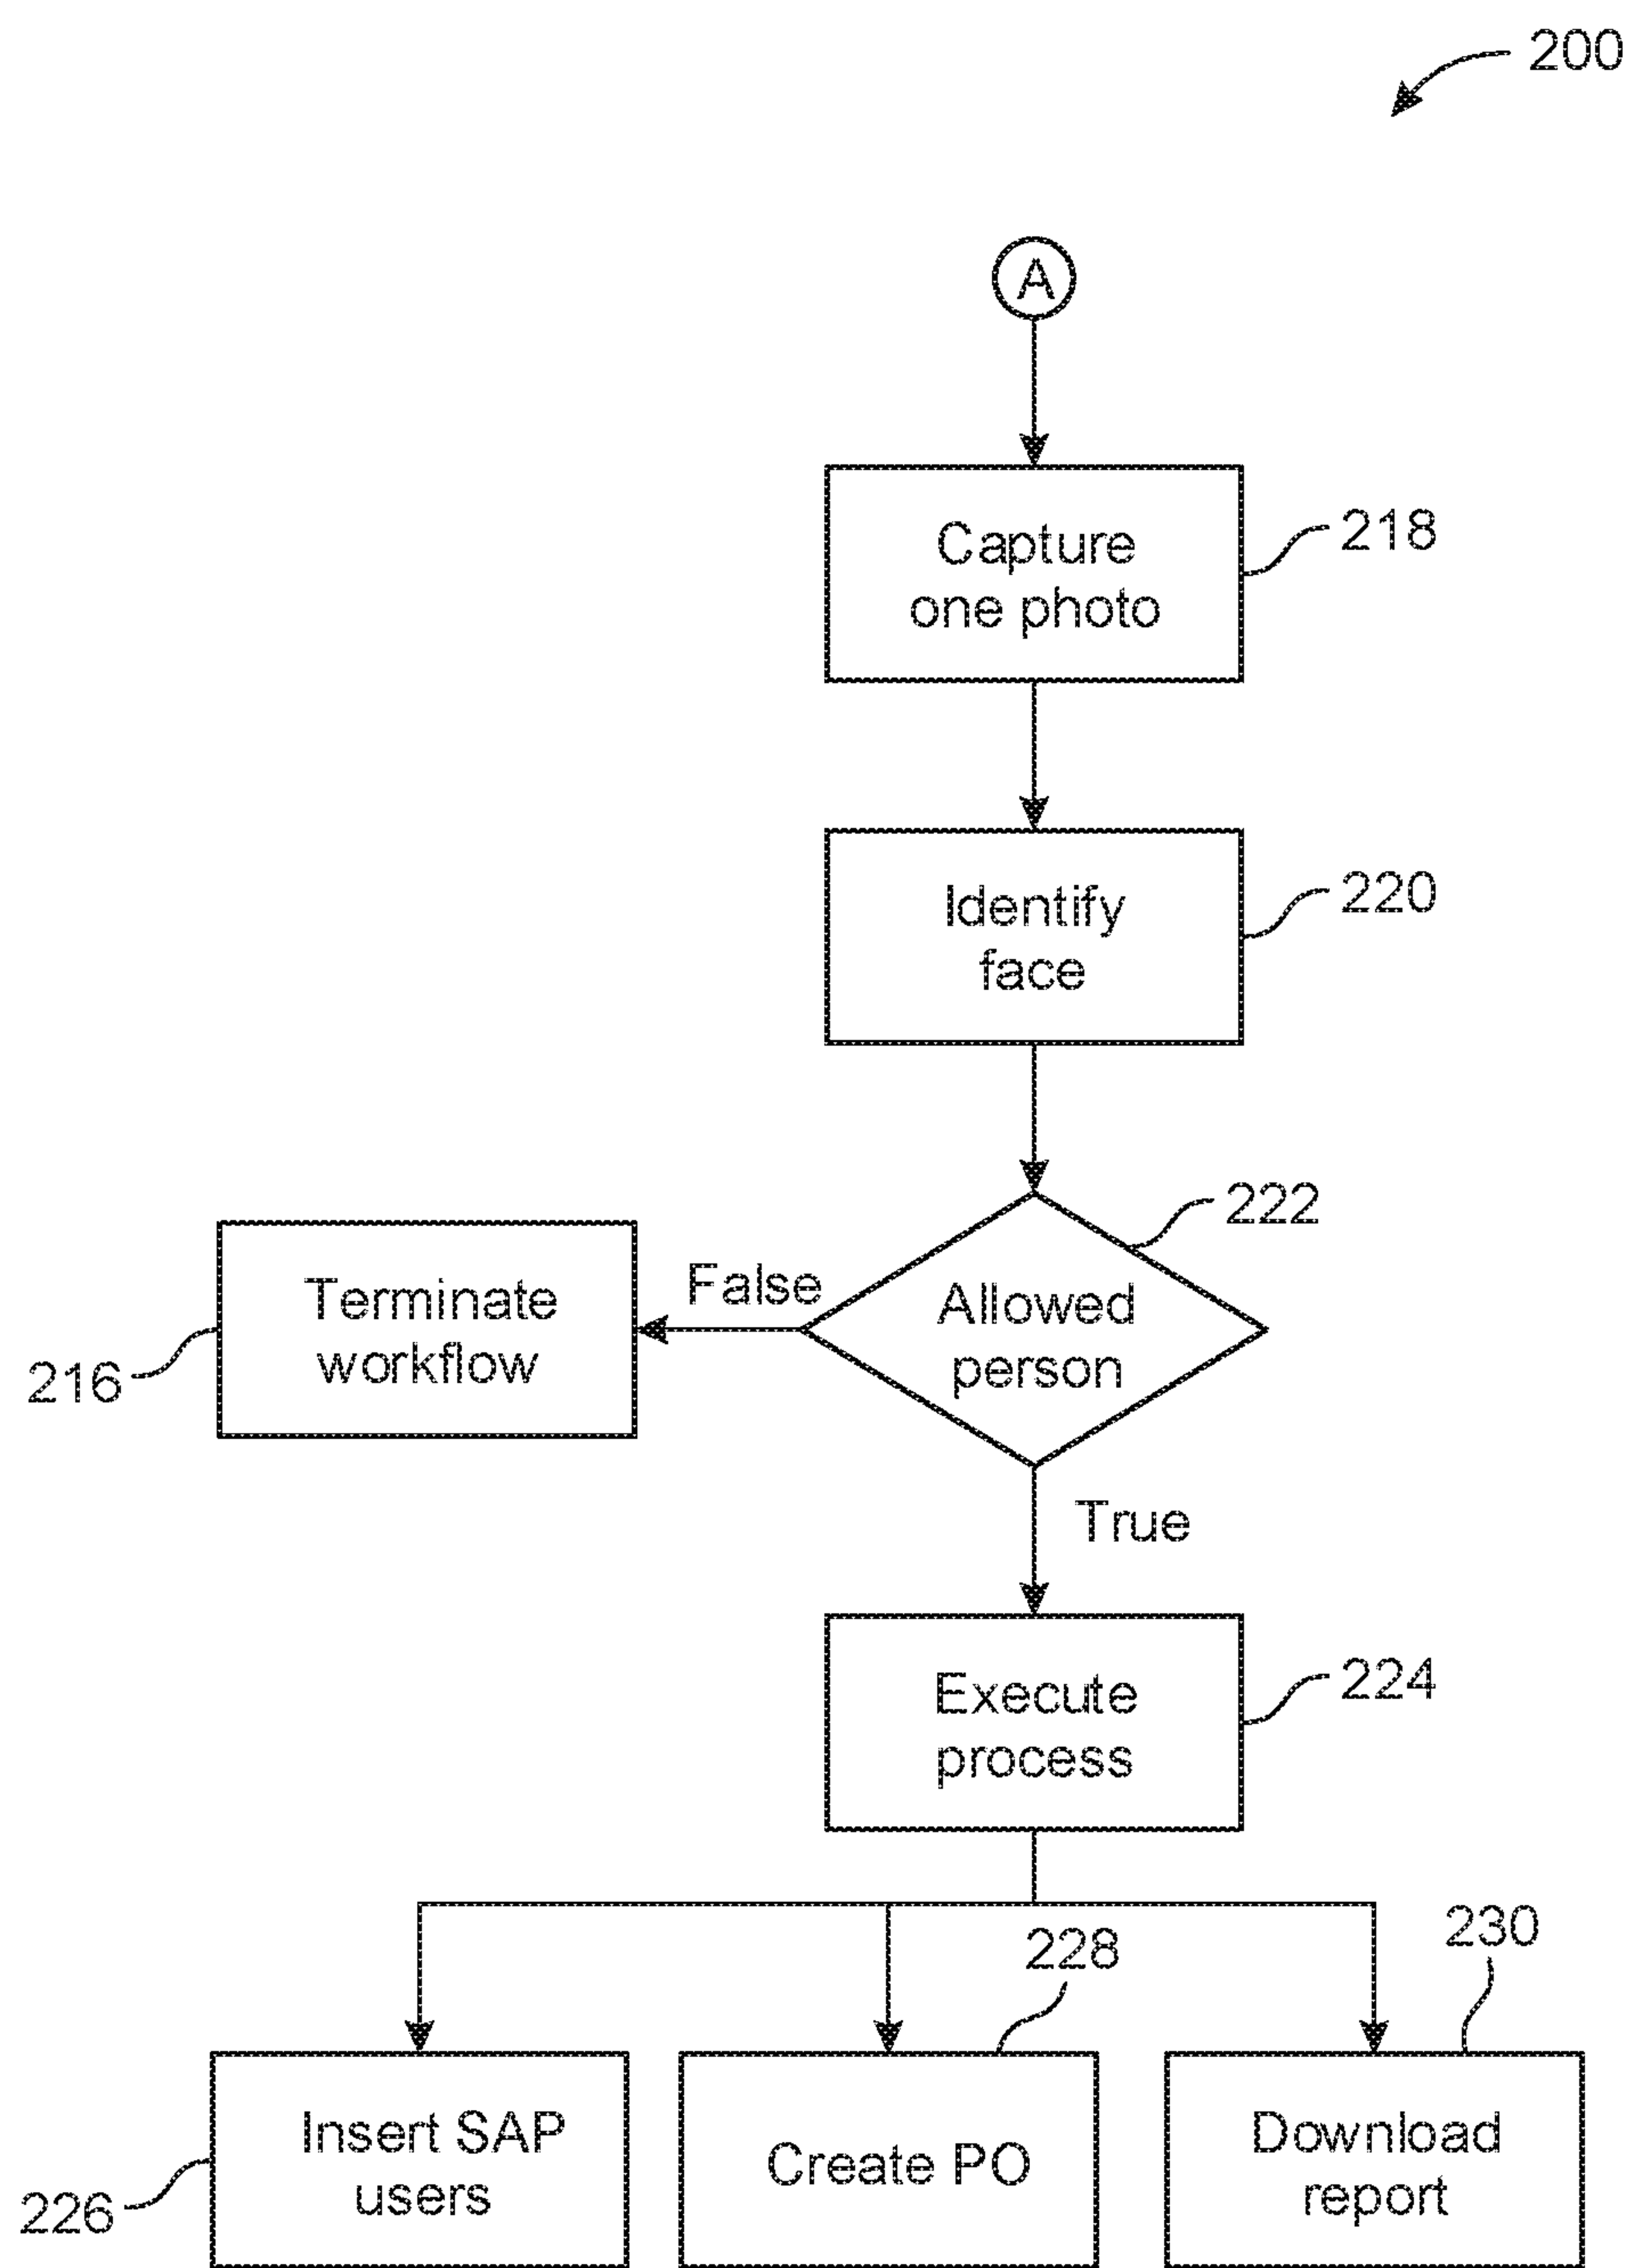 200
A
Capture
one photo
218
Identify
face
220
222
Allowed
person
False
Terminate
workflow
216
True
Execute
process
224
228
230
Insert SAP
users
226
Create PO
Download
report